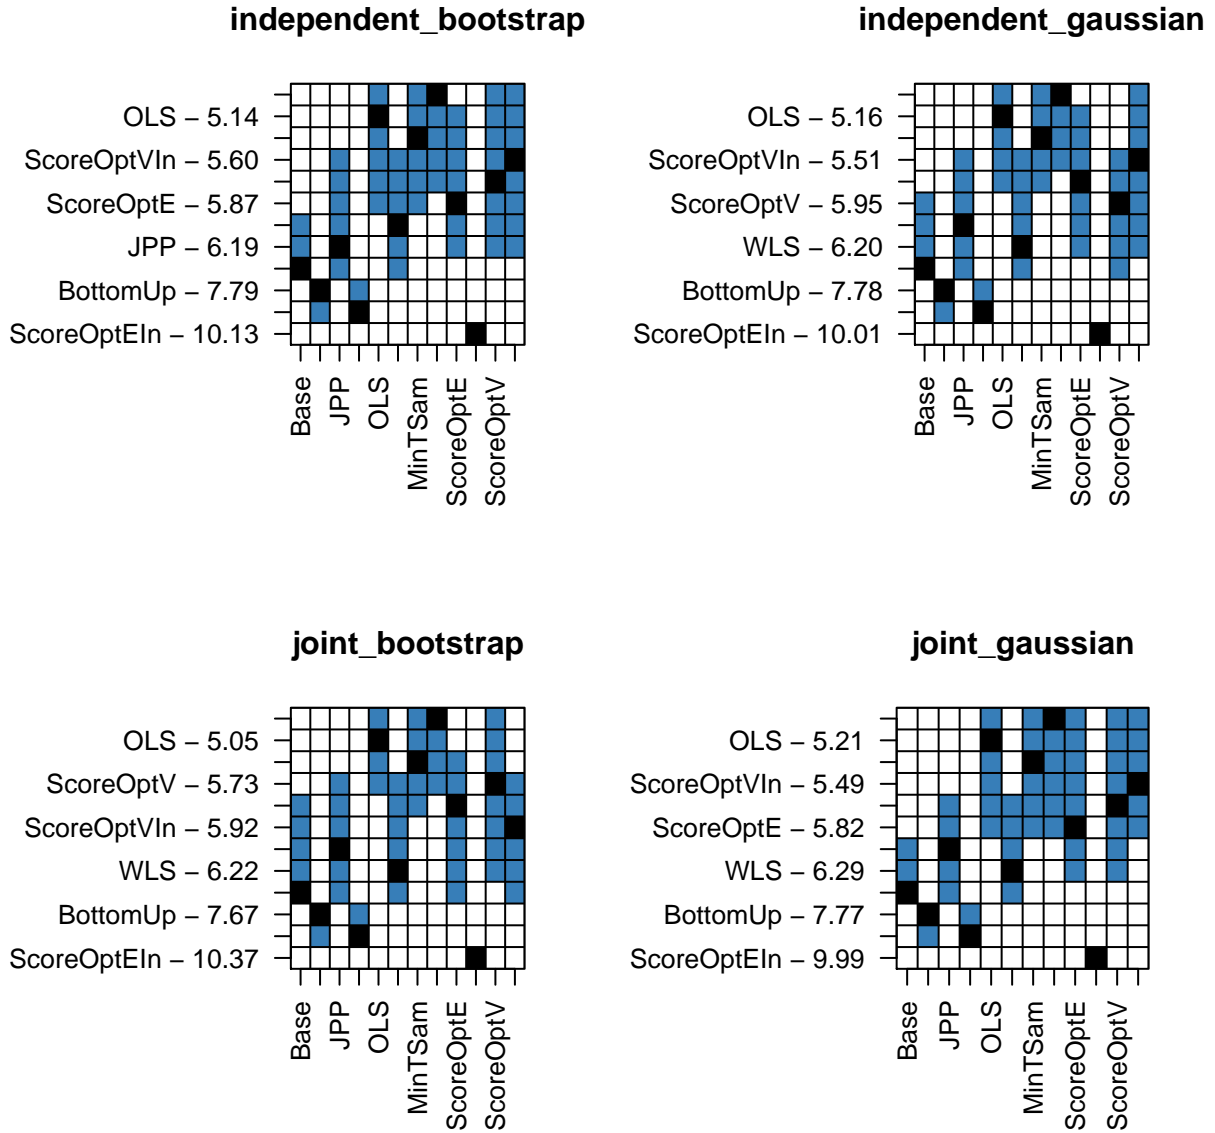 independent_bootstrap
OLS − 5.14
ScoreOptVIn − 5.60
ScoreOptE − 5.87
JPP − 6.19
BottomUp − 7.79
ScoreOptEIn − 10.13
Base
JPP
OLS
MinTSam
ScoreOptE
ScoreOptV
independent_gaussian
OLS − 5.16
ScoreOptVIn − 5.51
ScoreOptV − 5.95
WLS − 6.20
BottomUp − 7.78
ScoreOptEIn − 10.01
Base
JPP
OLS
MinTSam
ScoreOptE
ScoreOptV
joint_bootstrap
OLS − 5.05
ScoreOptV − 5.73
ScoreOptVIn − 5.92
WLS − 6.22
BottomUp − 7.67
ScoreOptEIn − 10.37
Base
JPP
OLS
MinTSam
ScoreOptE
ScoreOptV
joint_gaussian
OLS − 5.21
ScoreOptVIn − 5.49
ScoreOptE − 5.82
WLS − 6.29
BottomUp − 7.77
ScoreOptEIn − 9.99
Base
JPP
OLS
MinTSam
ScoreOptE
ScoreOptV